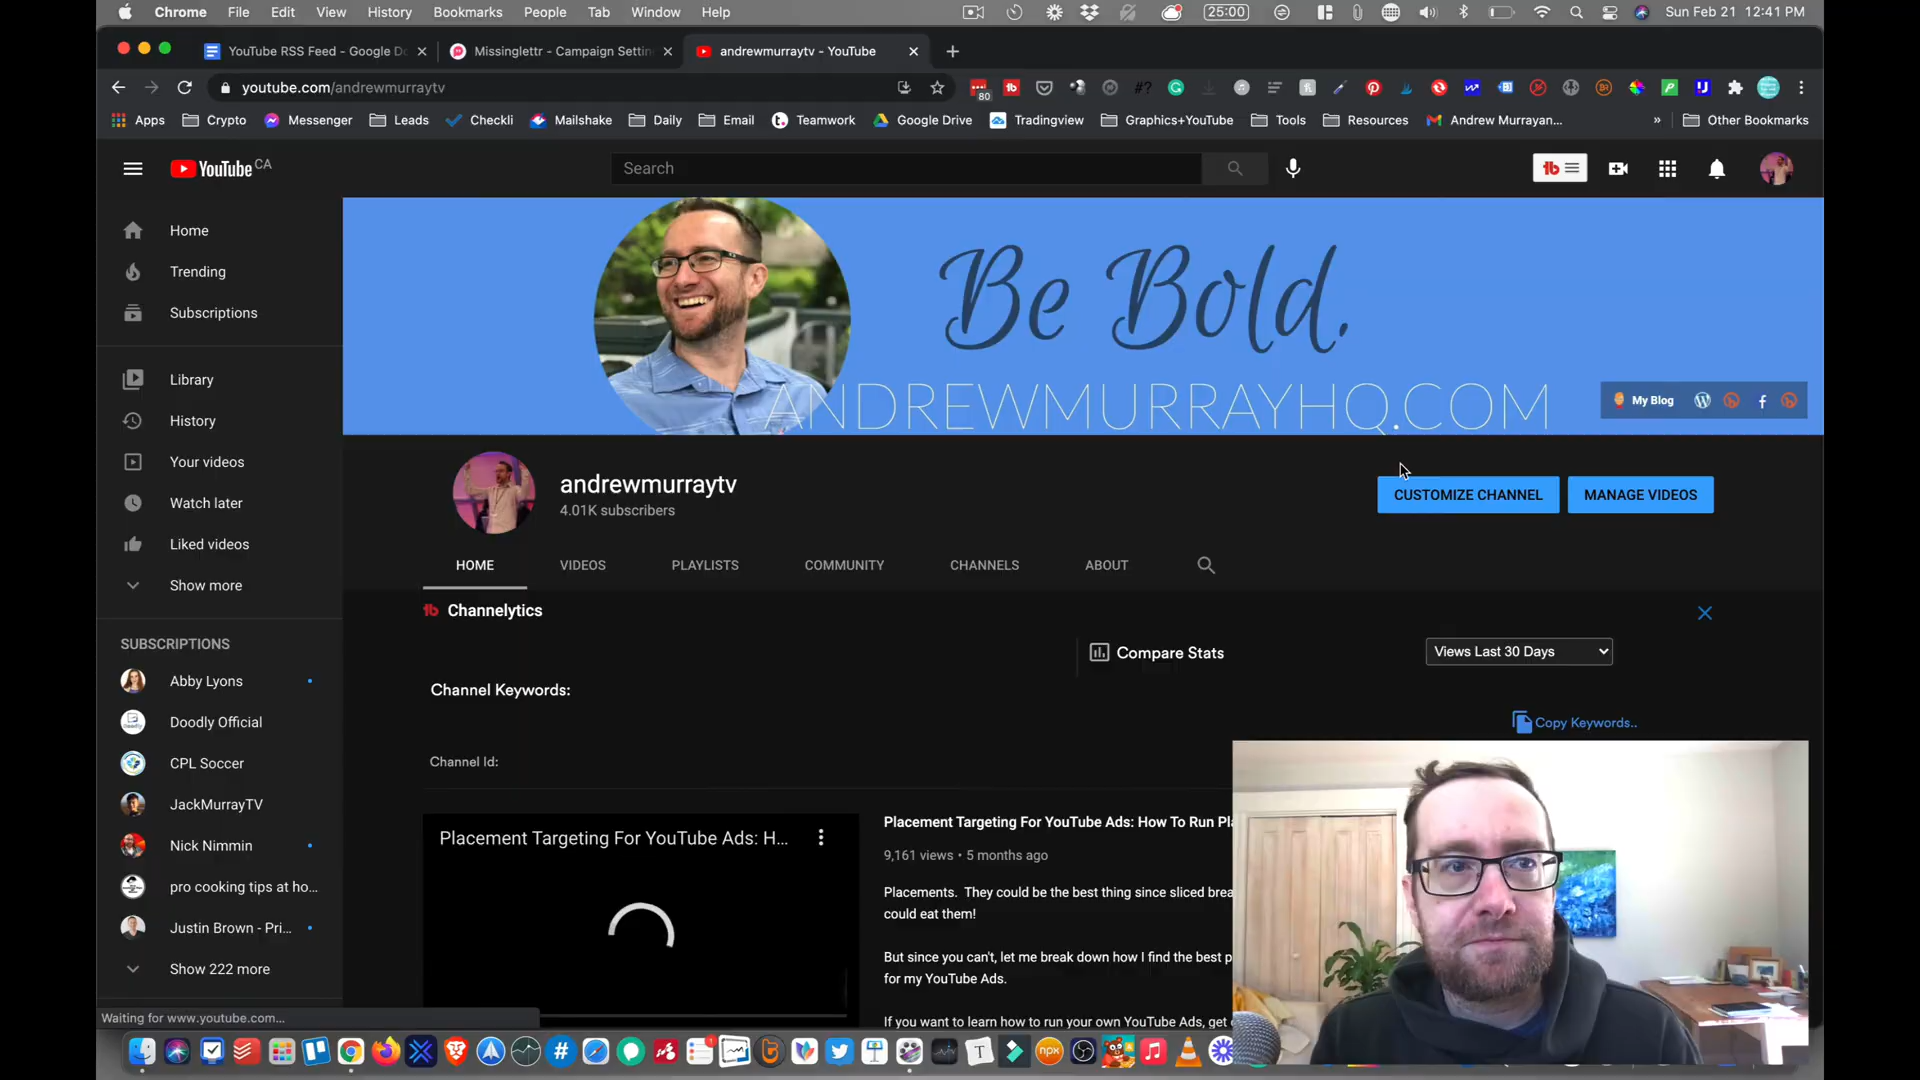 Chrome File Edit View History Bookmarks People Tab Window Help 25:00 Sun Feb 21 12:41 PM
YouTube RSS Feed - Google Do Missinglettr - Campaign Settin andrewmurraytv - YouTube
youtube.com/andrewmurraytv #? 80
Apps Crypto Messenger Leads Checkli Mailshake Daily Email Teamwork Google Drive Tradingview Graphics+YouTube Tools Resources Andrew Murrayan... » Other Bookmarks
YouTube CA Search
Home
Trending
Subscriptions
Library
History
Your videos
Watch later
Liked videos
Show more
SUBSCRIPTIONS
Abby Lyons
Doodly Official
CPL Soccer
JackMurrayTV
Nick Nimmin
pro cooking tips at ho...
Justin Brown - Pri...
Show 222 more
Be Bold.
ANDREWMURRAYHQ.COM
My Blog
andrewmurraytv
4.01K subscribers
CUSTOMIZE CHANNEL MANAGE VIDEOS
HOME VIDEOS PLAYLISTS COMMUNITY CHANNELS ABOUT
Channelytics
Compare Stats Views Last 30 Days
Channel Keywords:
Copy Keywords..
Channel Id:
Placement Targeting For YouTube Ads: H...
Placement Targeting For YouTube Ads: How To Run Pl
9,161 views • 5 months ago
Placements. They could be the best thing since sliced brea
could eat them!
But since you can't, let me break down how I find the best p
for my YouTube Ads.
If you want to learn how to run your own YouTube Ads, get
Waiting for www.youtube.com...